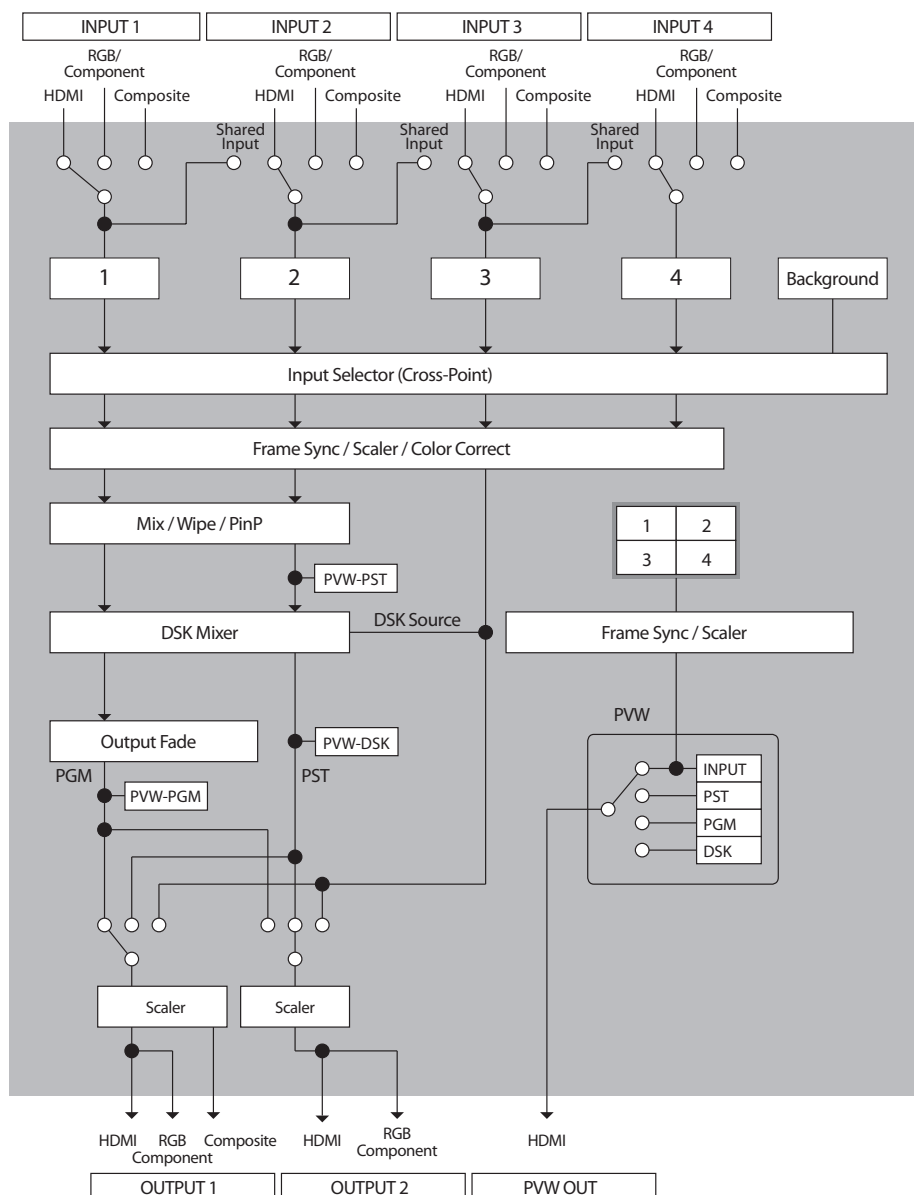 INPUT 1
INPUT 2
INPUT 3
INPUT 4
RGB/
Component
RGB/
Component
RGB/
Component
RGB/
Component
HDMI
Composite
HDMI
Composite
HDMI
Composite
HDMI
Composite
Shared
Input
Shared
Input
Shared
Input
1
2
3
4
Background
Input Selector (Cross-Point)
Frame Sync / Scaler / Color Correct
Mix / Wipe / PinP
1
2
3
4
PVW-PST
DSK Mixer
DSK Source
Frame Sync / Scaler
PVW
Output Fade
PVW-DSK
PGM
PST
PVW-PGM
INPUT
PST
PGM
DSK
Scaler
Scaler
HDMI
RGB
Component
Composite
HDMI
RGB
Component
HDMI
OUTPUT 1
OUTPUT 2
PVW OUT